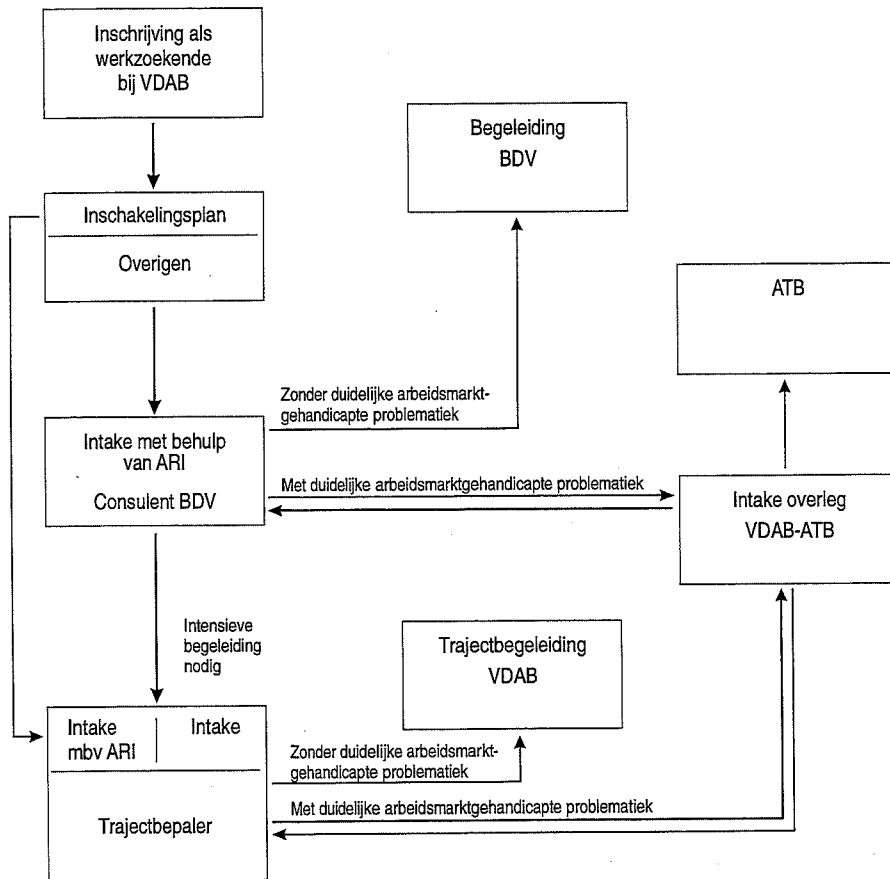 Inschrijving als
werkzoekende
bij VDAB
Begeleiding
BDV
Inschakelingsplan
Overigen
ATB
Zonder duidelijke arbeidsmarkt-
gehandicapte problematiek
Intake met behulp
van ARI
Consulent BDV
Met duidelijke arbeidsmarktgehandicapte problematiek
Intake overleg
VDAB-ATB
Intensieve
begeleiding
nodig
Trajectbegeleiding
VDAB
Intake
mbv ARI
Intake
Zonder duidelijke arbeidsmarkt-
gehandicapte problematiek
Met duidelijke arbeidsmarktgehandicapte problematiek
Trajectbepaler